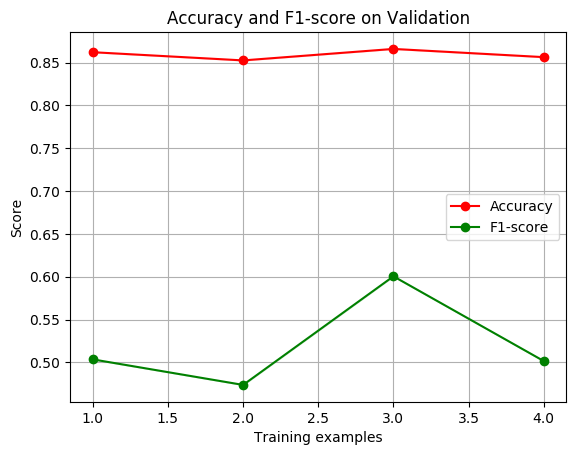 Accuracy and F1-score on Validation
0.85
0.80
0.75
0.70
0.65
0.60
0.55
0.50
Score
Accuracy
F1-score
1.0 1.5 2.0 2.5 3.0 3.5 4.0
Training examples